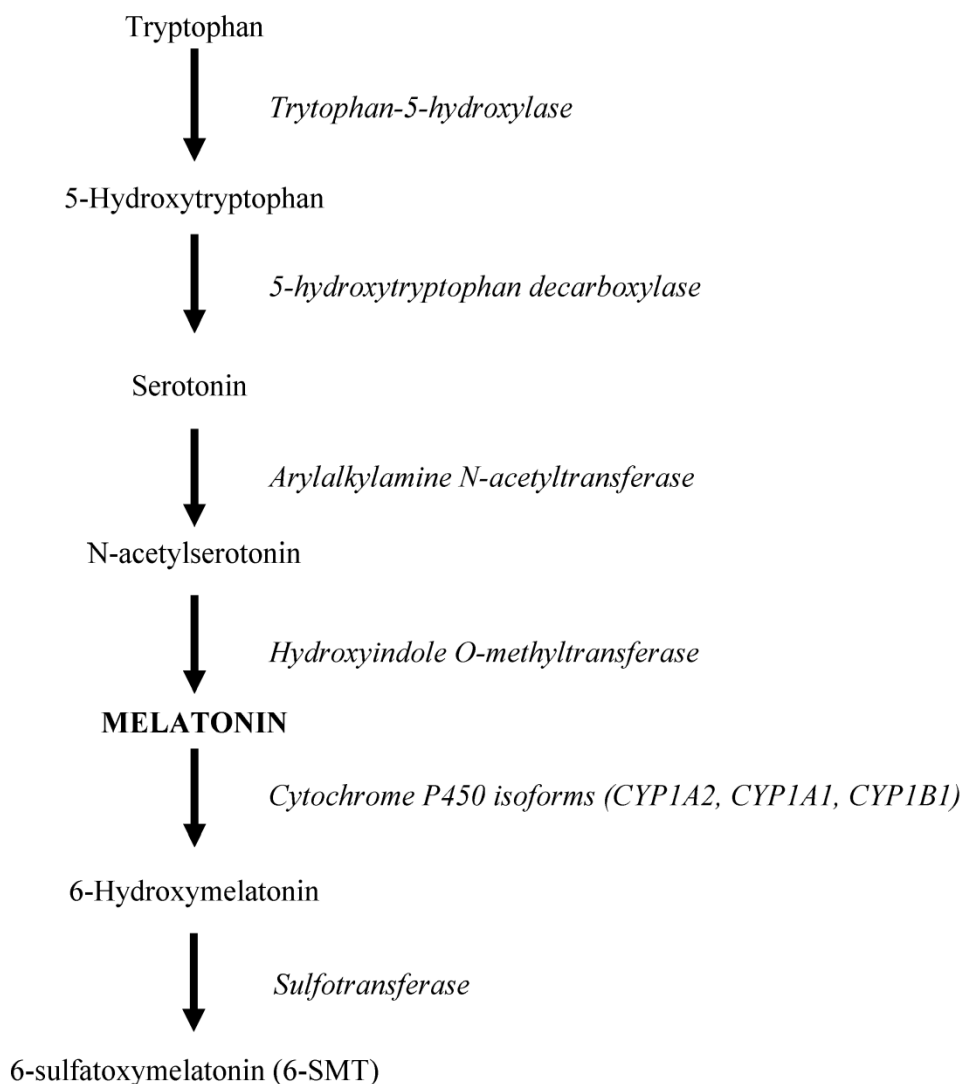 Tryptophan
Trytophan-5-hydroxylase
5-Hydroxytryptophan
5-hydroxytryptophan decarboxylase
Serotonin
Arylalkylamine N-acetyltransferase
N-acetylserotonin
Hydroxyindole O-methyltransferase
MELATONIN
Cytochrome P450 isoforms (CYP1A2, CYP1A1, CYP1B1)
6-Hydroxymelatonin
Sulfotransferase
6-sulfatoxymelatonin (6-SMT)